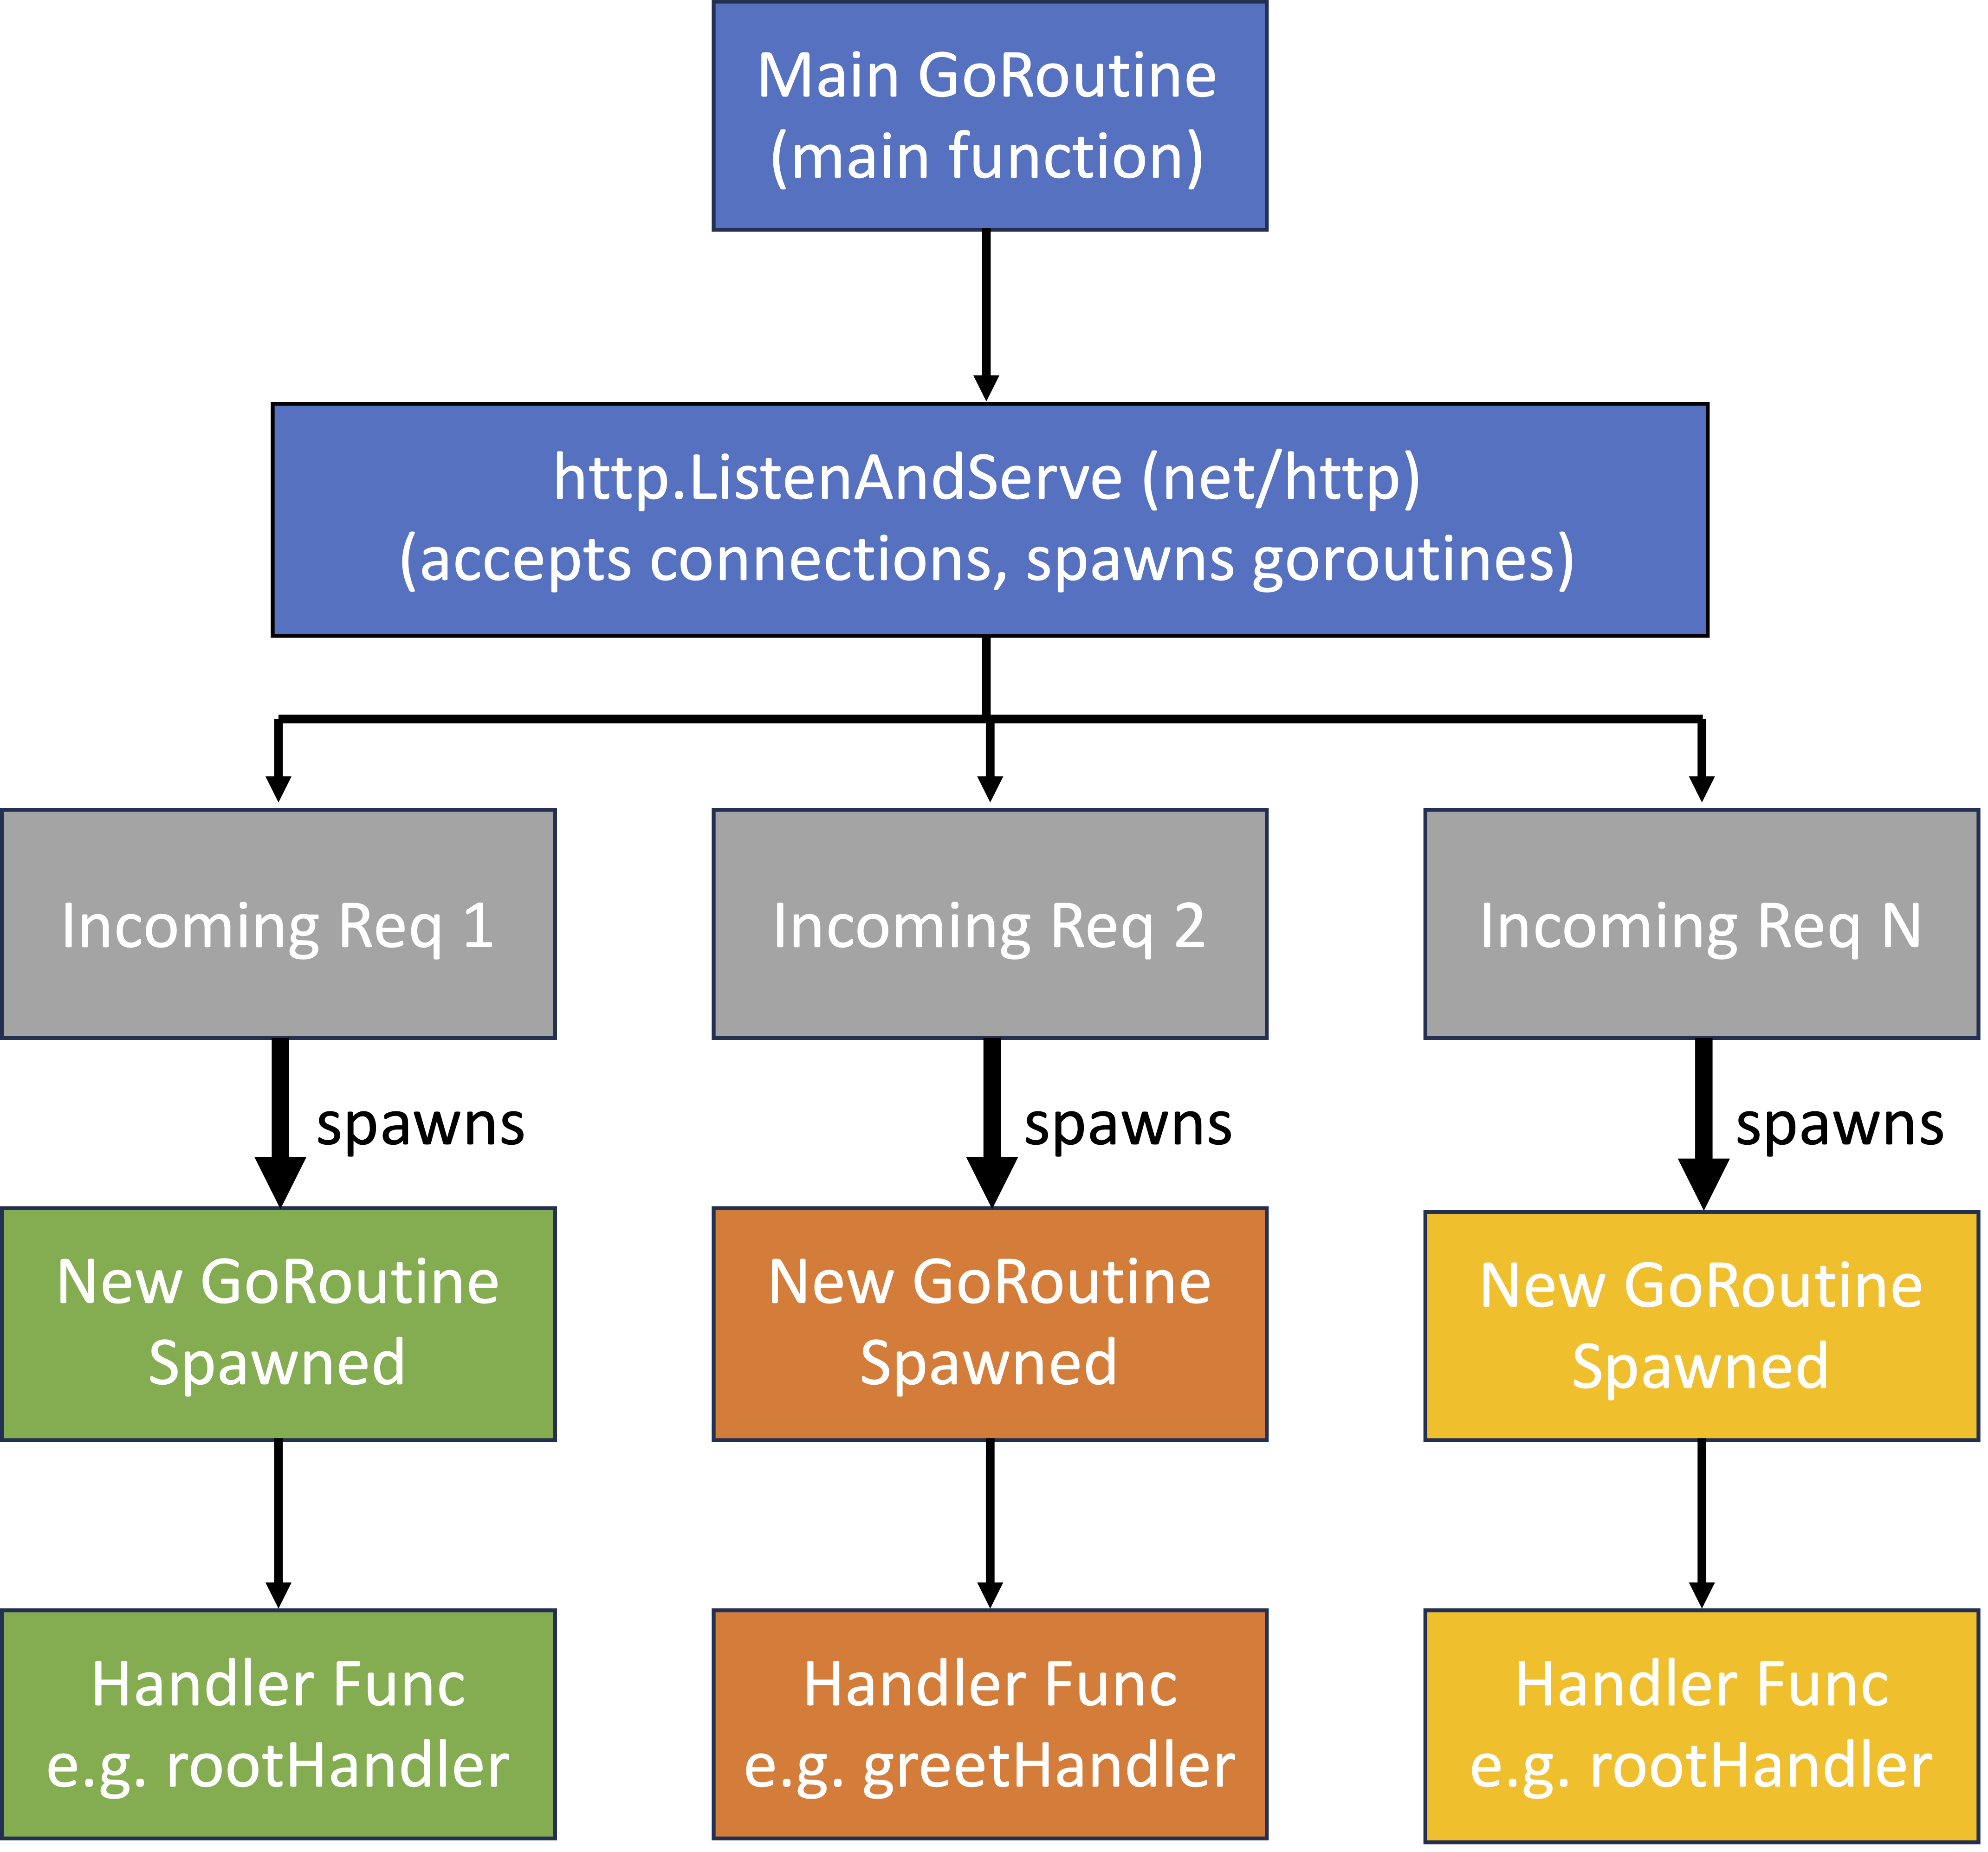 Main GoRoutine
(main function)
http.ListenAndServe (net/http)
(accepts connections, spawns goroutines)
Incoming Req 1
Incoming Req 2
Incoming Req N
spawns
spawns
spawns
New GoRoutine
Spawned
New GoRoutine
Spawned
New GoRoutine
Spawned
Handler Func
e.g. rootHandler
Handler Func
e.g. greetHandler
Handler Func
e.g. rootHandler